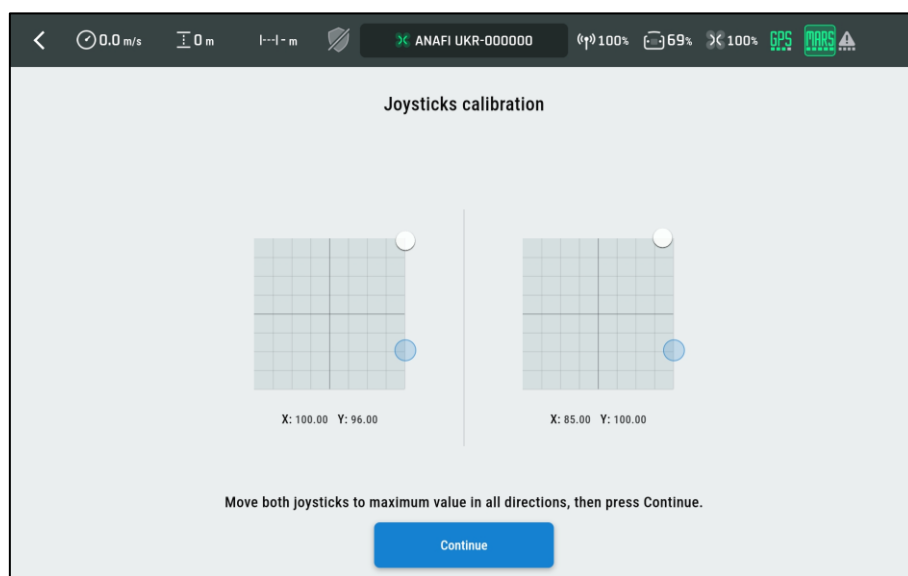 0.0 m/s 0 m |---| - m ANAFI UKR-000000 100% 69% 100% GPS MARS
Joysticks calibration
X: 100.00 Y: 96.00 X: 85.00 Y: 100.00
Move both joysticks to maximum value in all directions, then press Continue.
Continue